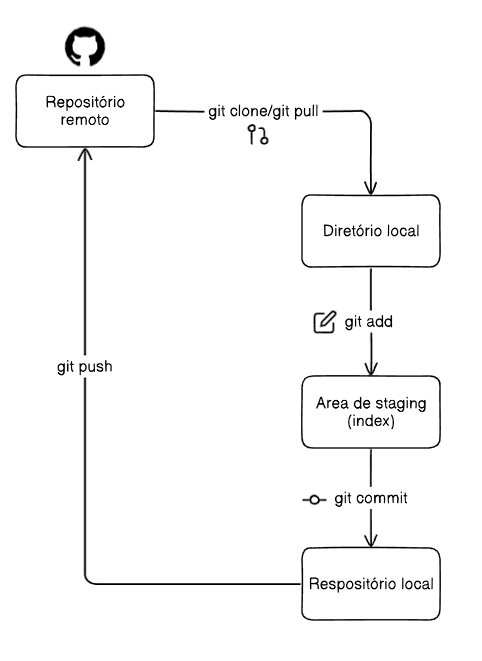 Repositório
remoto
git clone/git pull
Diretório local
git add
git push
Area de staging
(index)
git commit
Respositório local